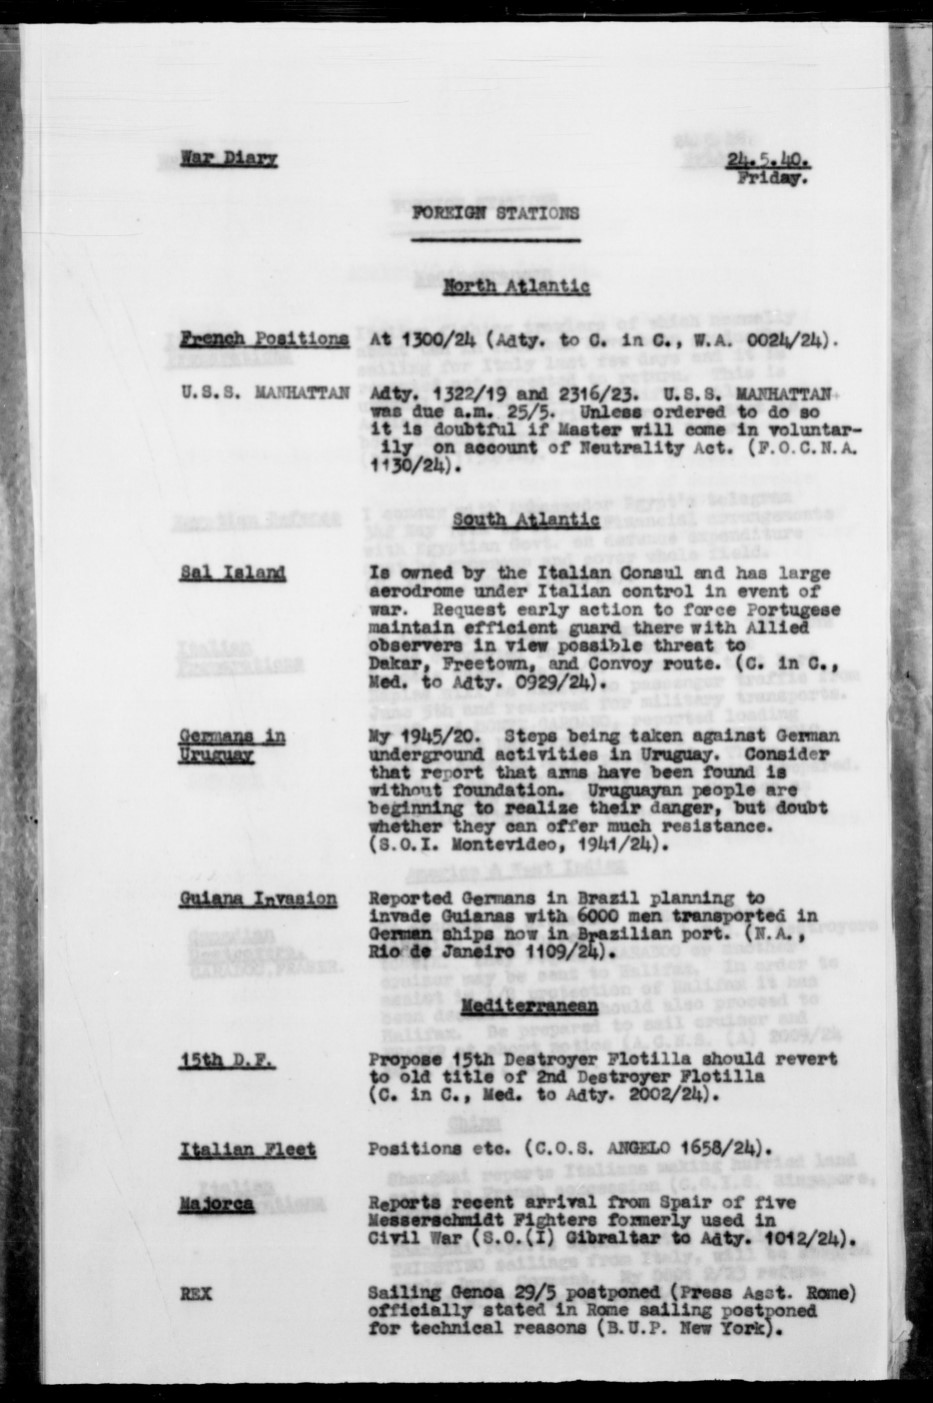 War Diary
24.5.40.
Friday.
FOREIGN STATIONS
North Atlantic
French Positions At 1300/24 (Adty. to C. in C., W.A. 0024/24).
U.S.S. MANHATTAN Adty. 1322/19 and 2316/23. U.S.S. MANHATTAN
was due a.m. 25/5. Unless ordered to do so
it is doubtful if Master will come in voluntar-
ily on account of Neutrality Act. (F.O.C.N.A.
1130/24).
South Atlantic
Sal Island Is owned by the Italian Consul and has large
aerodrome under Italian control in event of
war. Request early action to force Portugese
maintain efficient guard there with Allied
observers in view possible threat to
Dakar, Freetown, and Convoy route. (C. in C.,
Med. to Adty. 0929/24).
Germans in My 1945/20. Steps being taken against German
Uruguay underground activities in Uruguay. Consider
that report that arms have been found is
without foundation. Uruguayan people are
beginning to realise their danger, but doubt
whether they can offer much resistance.
(S.O.I. Montevideo, 1941/24).
Guiana Invasion Reported Germans in Brazil planning to
invade Guianas with 6000 men transported in
German ships now in Brazilian port. (N.A.,
Rio de Janeiro 1109/24).
Mediterranean
15th D.F. Propose 15th Destroyer Flotilla should revert
to old title of 2nd Destroyer Flotilla
(C. in C., Med. to Adty. 2002/24).
Italian Fleet Positions etc. (C.O.S. ANGELO 1658/24).
Majorca Reports recent arrival from Spair of five
Messerschmidt Fighters formerly used in
Civil War (S.O.(I) Gibraltar to Adty. 1012/24).
REX Sailing Genoa 29/5 postponed (Press Asst. Rome)
officially stated in Rome sailing postponed
for technical reasons (B.U.P. New York).